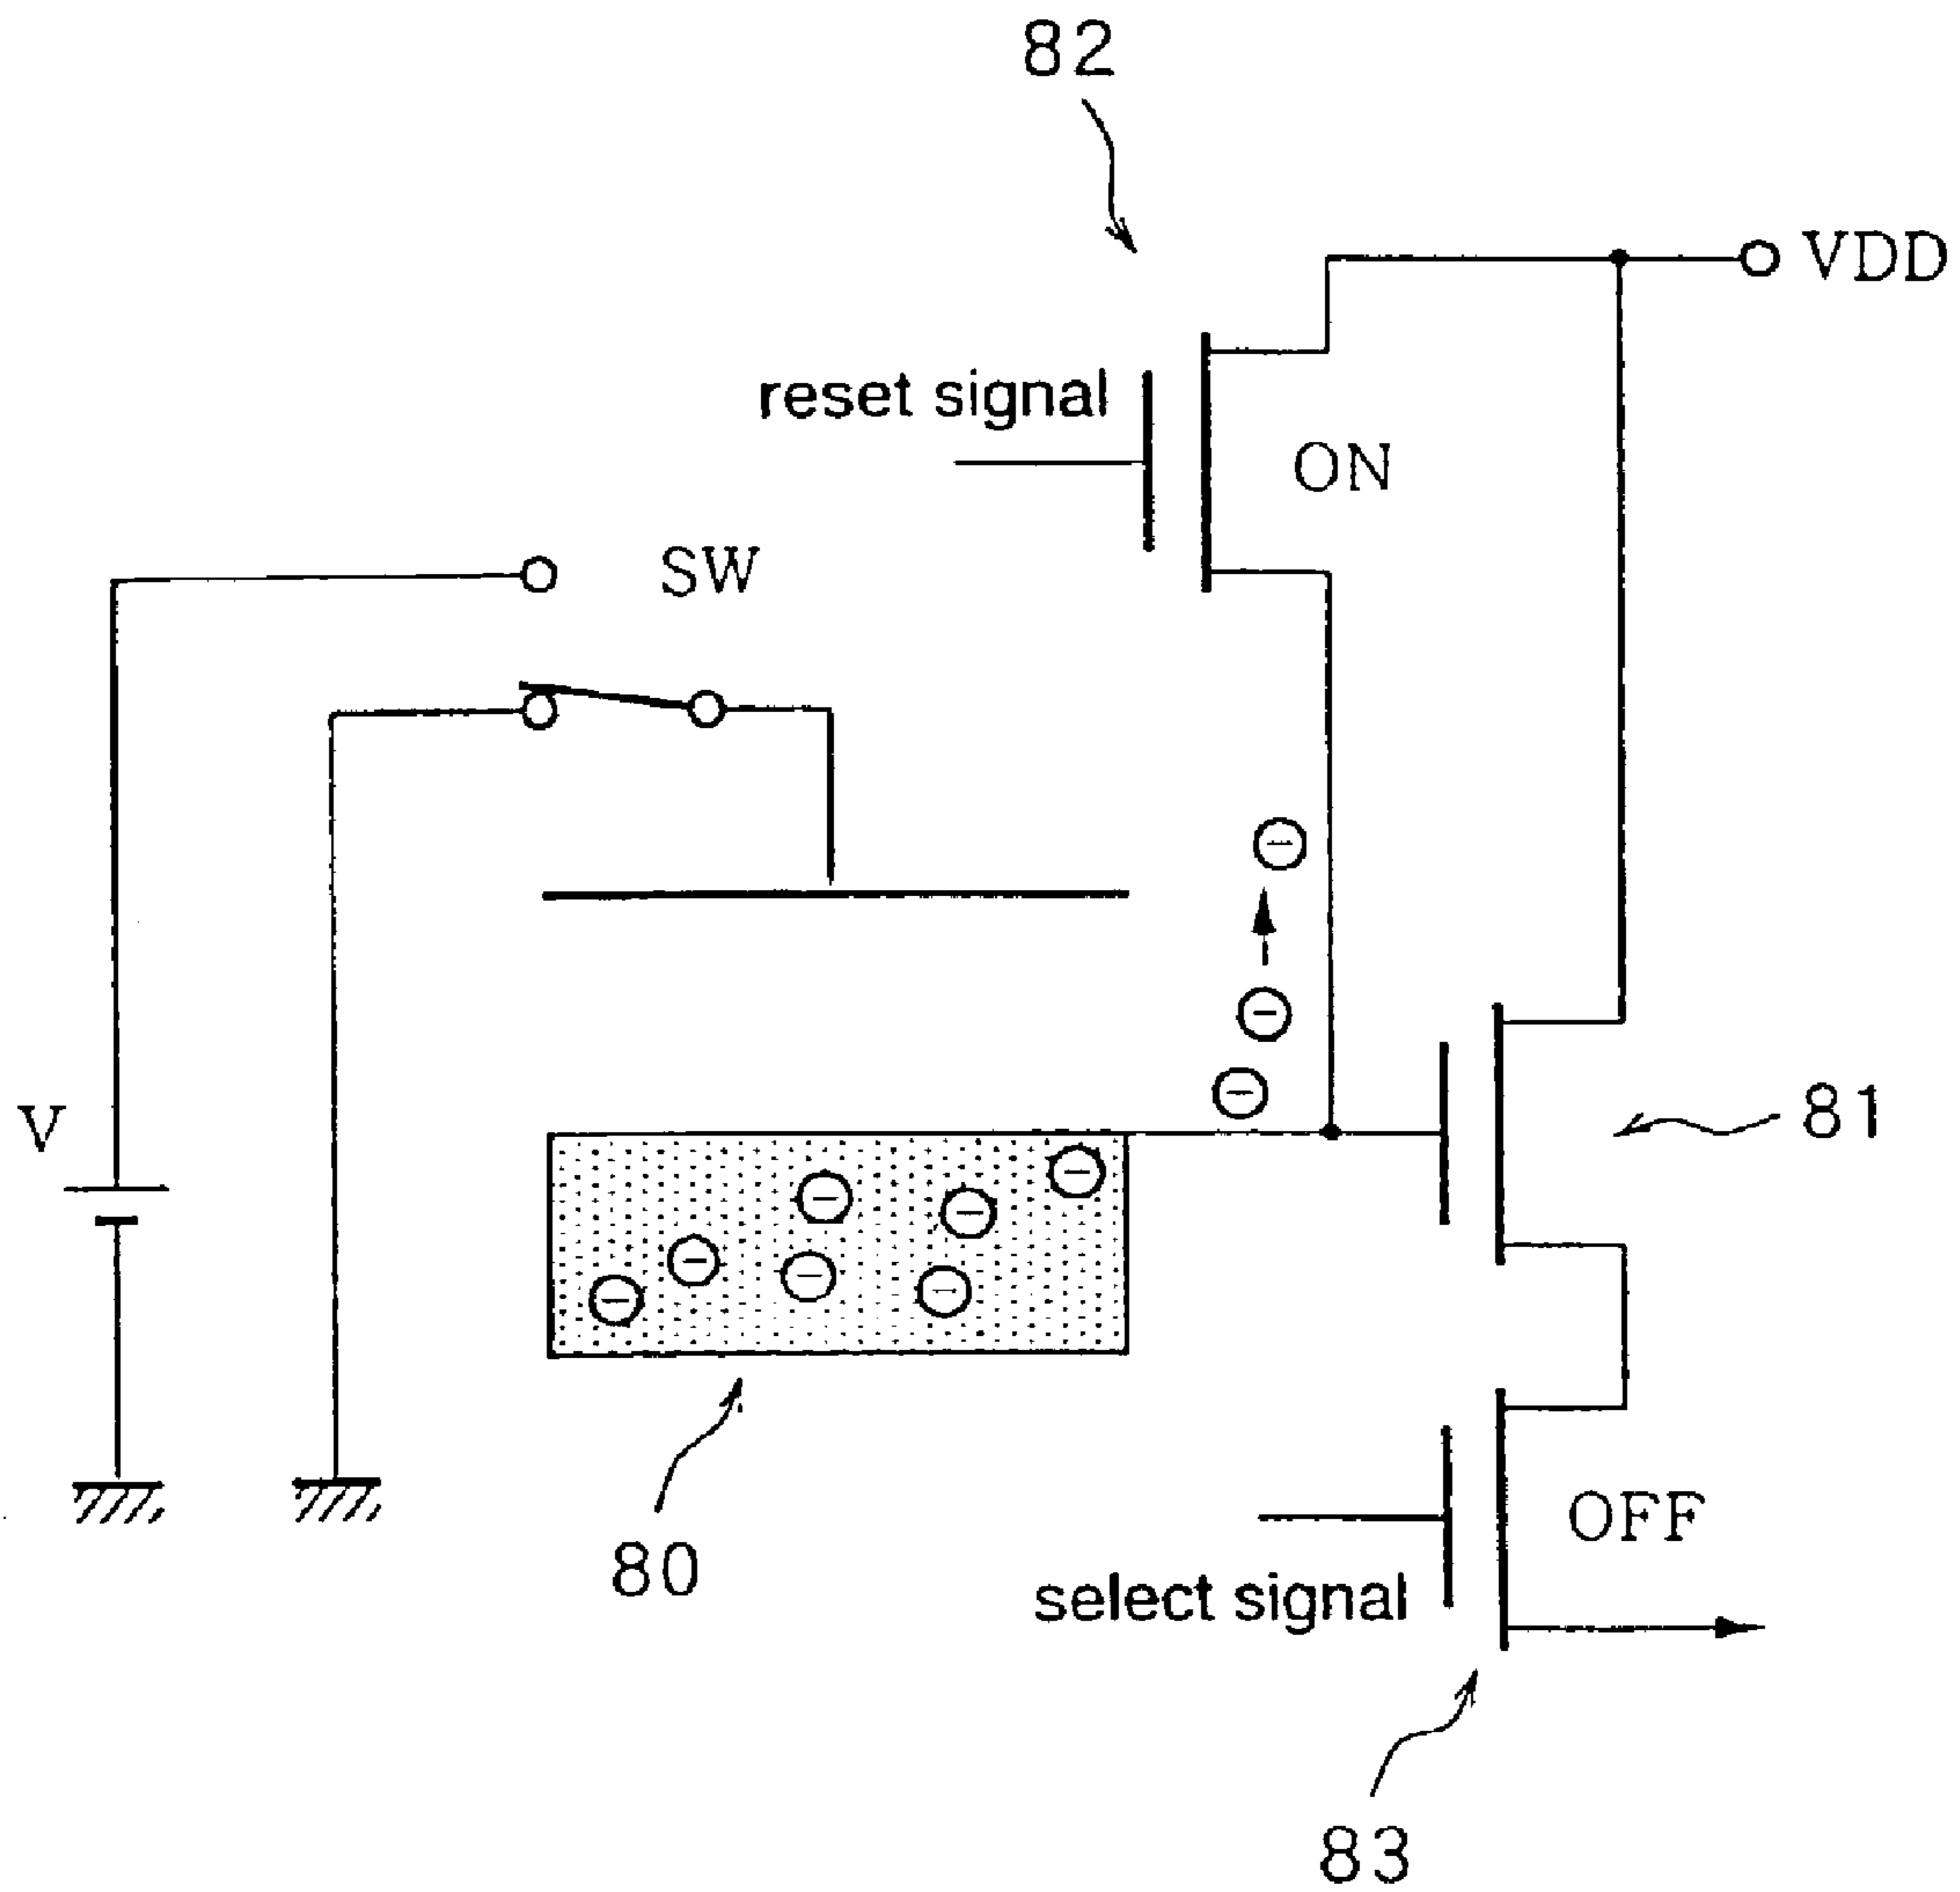 82
VDD
reset signal
ON
SW
V
81
80
OFF
select signal
83